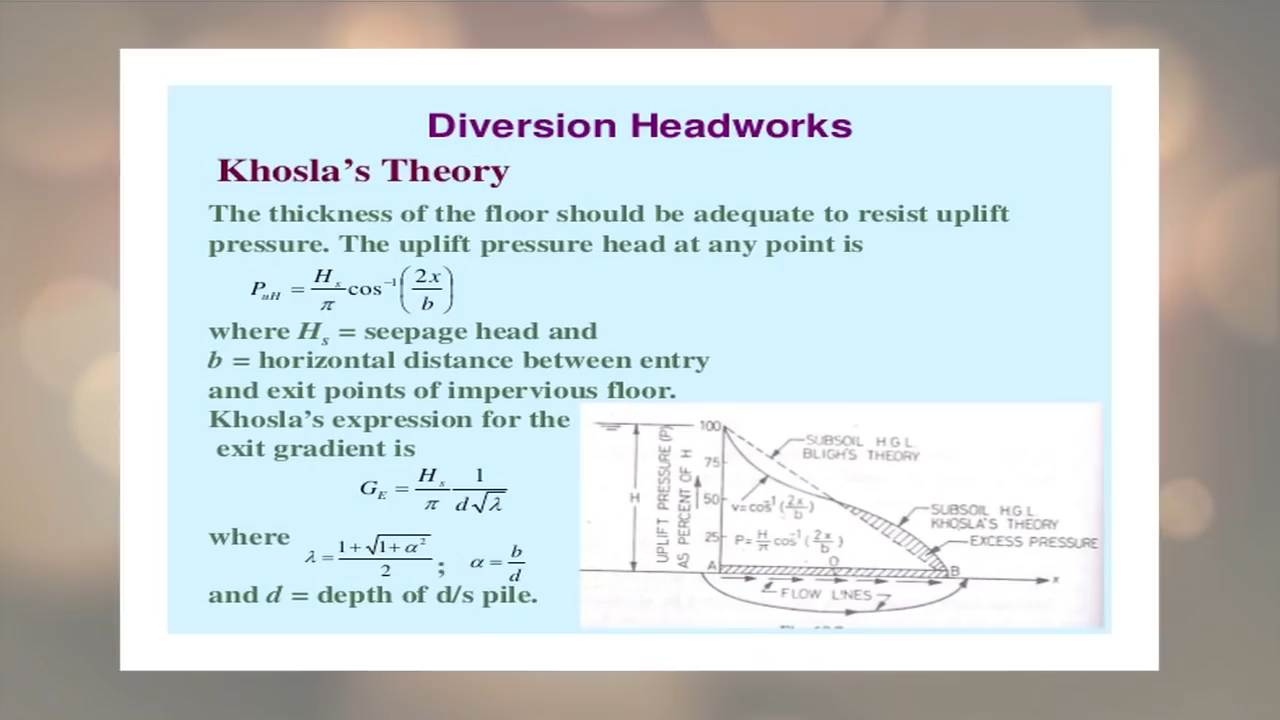 Diversion Headworks
Khosla's Theory
The thickness of the floor should be adequate to resist uplift
pressure. The uplift pressure head at any point is
P_uH = H_s/π cos⁻¹(2x/b)
where H_s = seepage head and
b = horizontal distance between entry
and exit points of impervious floor.
Khosla's expression for the
exit gradient is
G_E = H_s/π 1/d√λ
where λ = 1+√1+α²/2 ; α = b/d
and d = depth of d/s pile.
H
UPLIFT PRESSURE (P)
AS PERCENT OF H
100
75
50
25
SUBSOIL H.G.L.
BLIGH'S THEORY
v=cos⁻¹(2x/b)
P= H/π cos⁻¹(2x/b)
SUBSOIL H.G.L.
KHOSLA'S THEORY
EXCESS PRESSURE
A
O
B
x
FLOW LINES